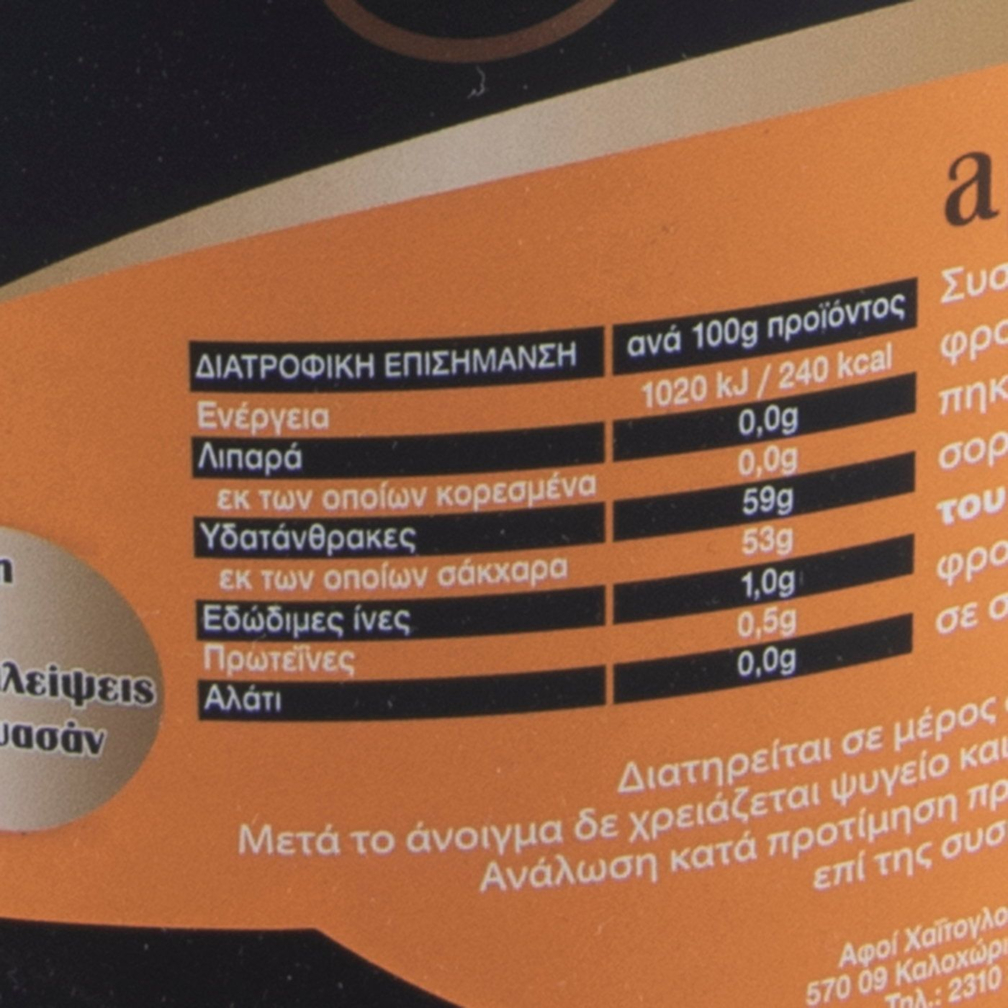 a
ΔΙΑΤΡΟΦΙΚΗ ΕΠΙΣΗΜΑΝΣΗ ανά 100g προϊόντος
Ενέργεια 1020 kJ / 240 kcal
Λιπαρά 0,0g
εκ των οποίων κορεσμένα 0,0g
Υδατάνθρακες 59g
εκ των οποίων σάκχαρα 53g
Εδώδιμες ίνες 1,0g
Πρωτεΐνες 0,5g
Αλάτι 0,0g
Συσ
φρο
πηκ
σορ
του
φρο
σε σ
η
λείψεις
υασάν
Διατηρείται σε μέρος
Μετά το άνοιγμα δε χρειάζεται ψυγείο και
Ανάλωση κατά προτίμηση πρ
επί της συσ
Αφοί Χαΐτογλο
570 09 Καλοχώρι
Τηλ.: 2310